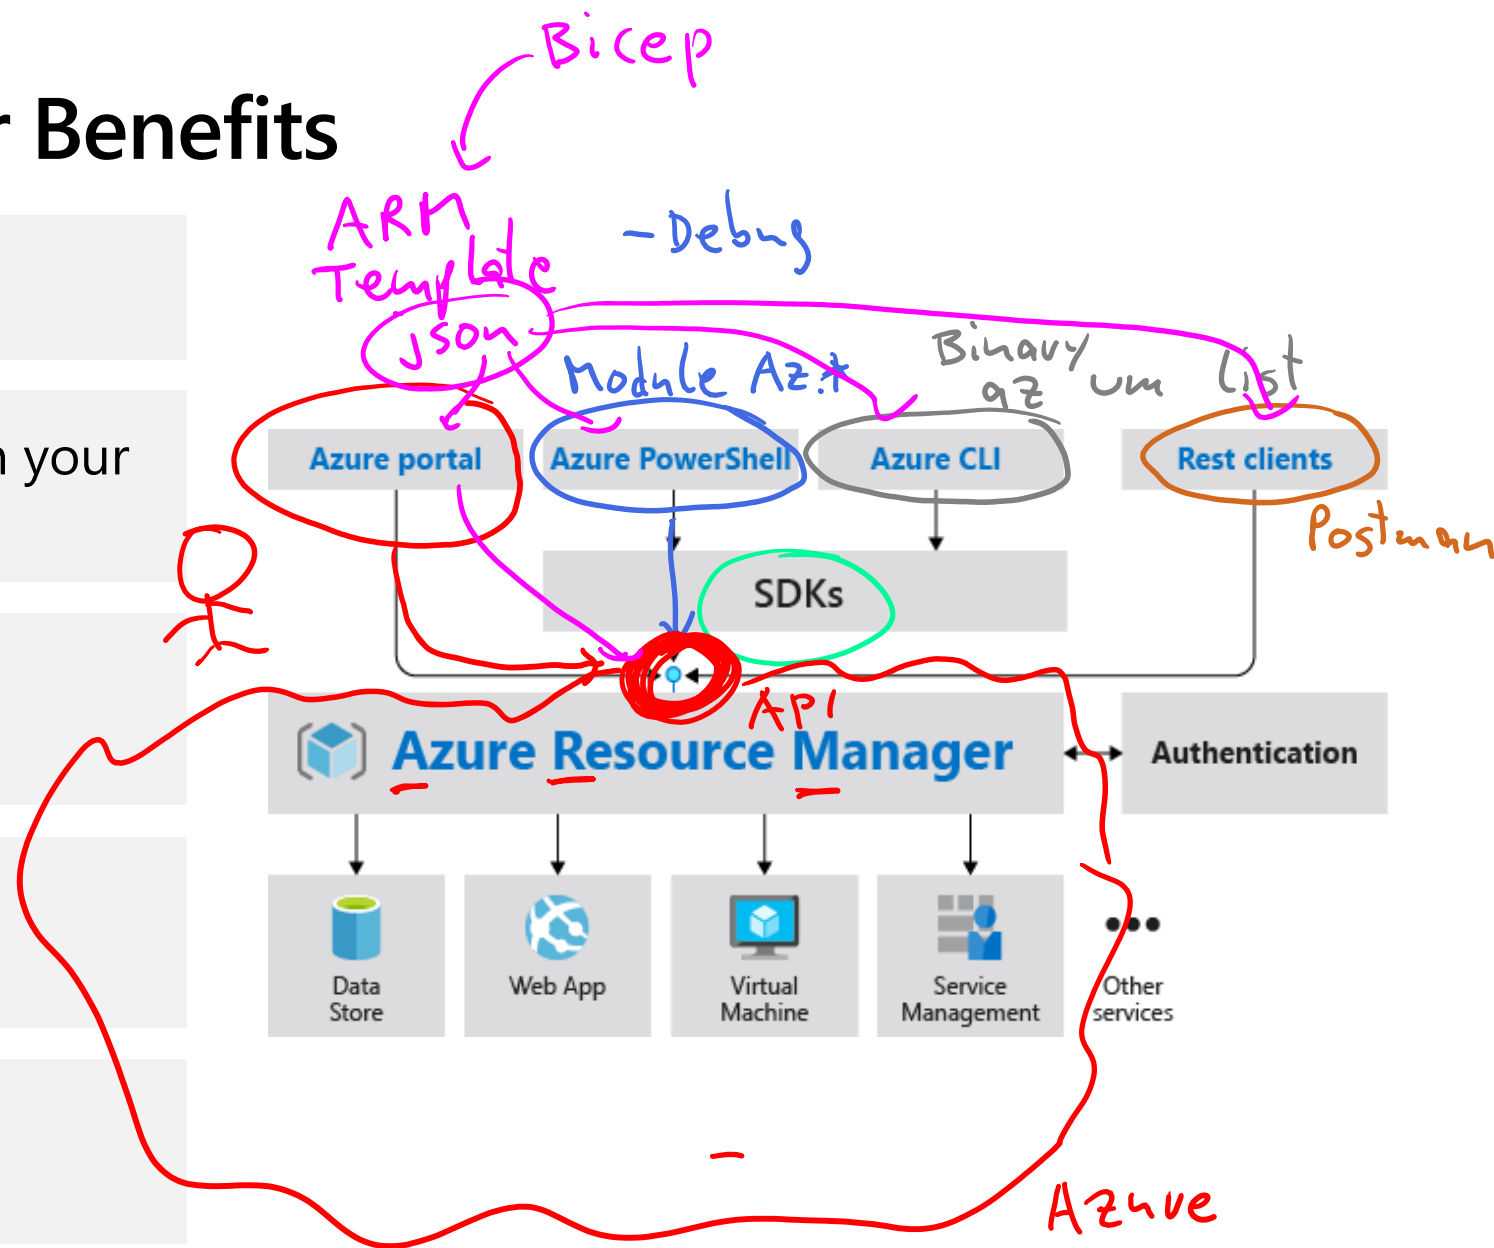 Bicep
r Benefits
ARM
Template
json
-Debug
Module Az.*
Binary
az vm list
n your
Azure portal
Azure PowerShell
Azure CLI
Rest clients
Postman
SDKs
API
Azure Resource Manager
Authentication
Data
Store
Web App
Virtual
Machine
Service
Management
Other
services
Azure